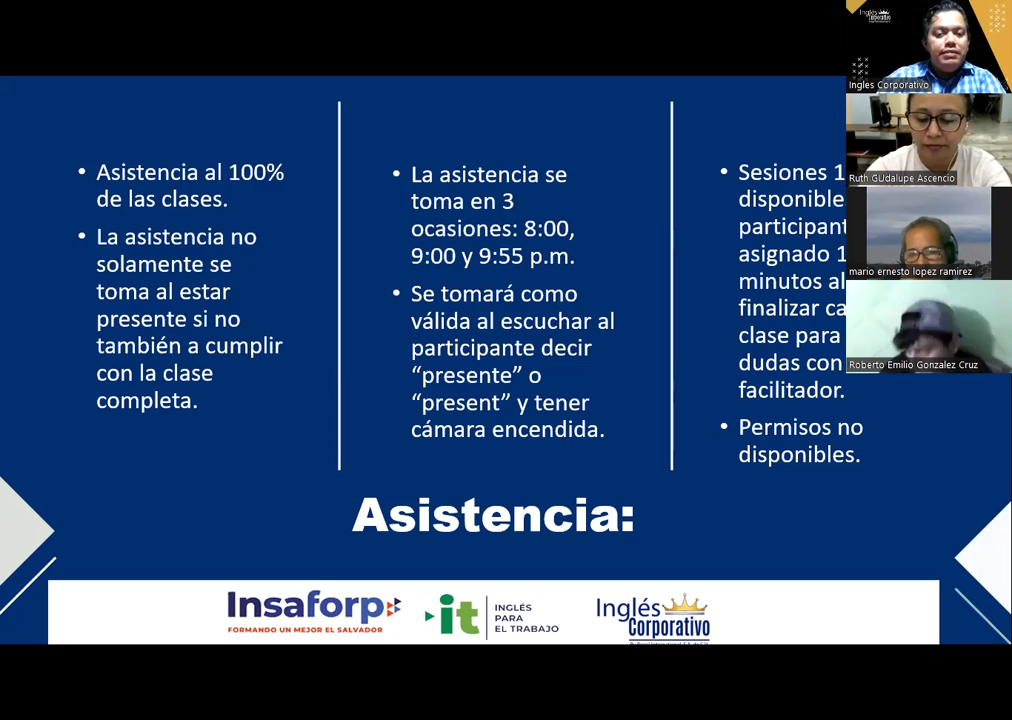 • Asistencia al 100%
de las clases.
• La asistencia no
solamente se
toma al estar
presente si no
también a cumplir
con la clase
completa.
• La asistencia se
toma en 3
ocasiones: 8:00,
9:00 y 9:55 p.m.
• Se tomará como
válida al escuchar al
participante decir
“presente” o
“present” y tener
cámara encendida.
• Sesiones 1
disponible
participant
asignado 1
minutos al
finalizar ca
clase para
dudas con
facilitador.
• Permisos no
disponibles.
Asistencia:
Insaforp
FORMANDO UN MEJOR EL SALVADOR
it
INGLÉS
PARA
EL TRABAJO
Inglés
Corporativo
Inglés
Corporativo
Ingles Corporativo
Ruth GUdalupe Ascencio
mario ernesto lopez ramirez
Roberto Emilio Gonzalez Cruz